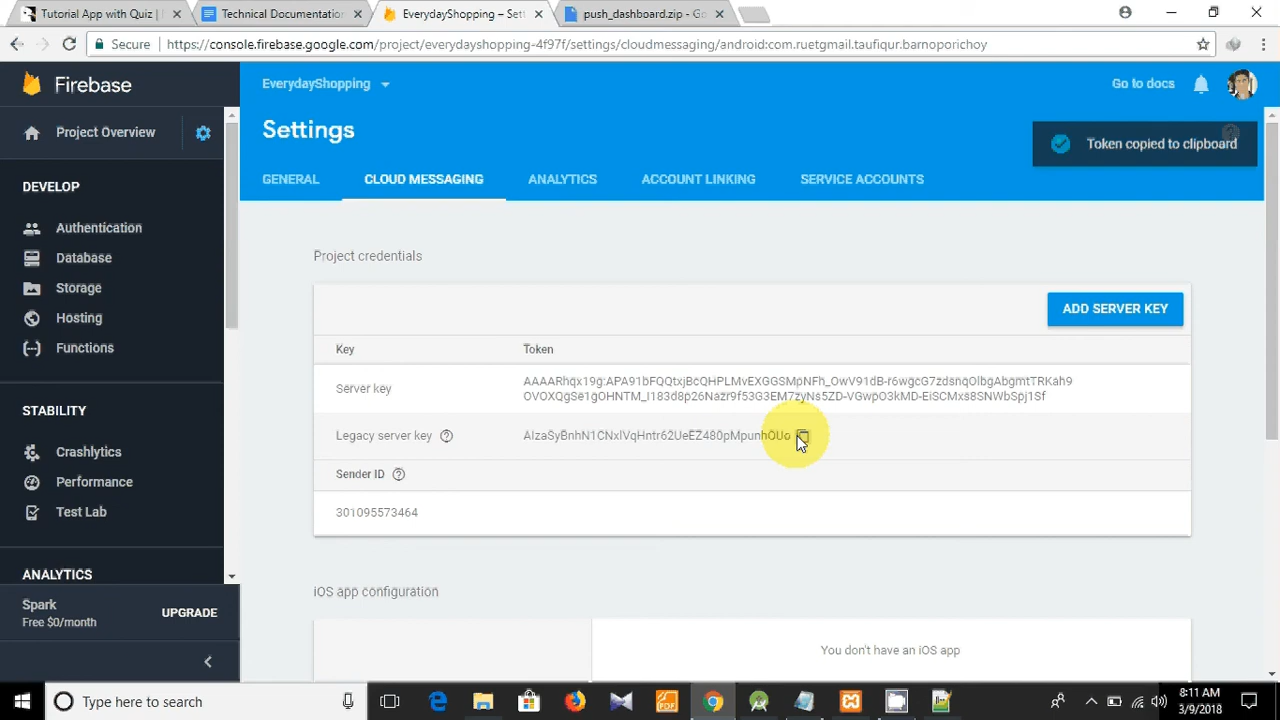 Tutorial App with Quiz |
Technical Documentation
EverydayShopping – Sett
push_dashboard.zip - Go
Secure
https://console.firebase.google.com/project/everydayshopping-4f97f/settings/cloudmessaging/android:com.ruetgmail.taufiqur.barnoporichoy
Firebase
EverydayShopping
Go to docs
Project Overview
Settings
Token copied to clipboard
GENERAL
CLOUD MESSAGING
ANALYTICS
ACCOUNT LINKING
SERVICE ACCOUNTS
DEVELOP
Authentication
Database
Storage
Hosting
Functions
STABILITY
Crashlytics
Performance
Test Lab
ANALYTICS
Spark
Free $0/month
UPGRADE
Project credentials
ADD SERVER KEY
Key
Token
Server key
Legacy server key
Sender ID
301095573464
iOS app configuration
You don't have an iOS app
Type here to search
PDF
8:11 AM
3/9/2018